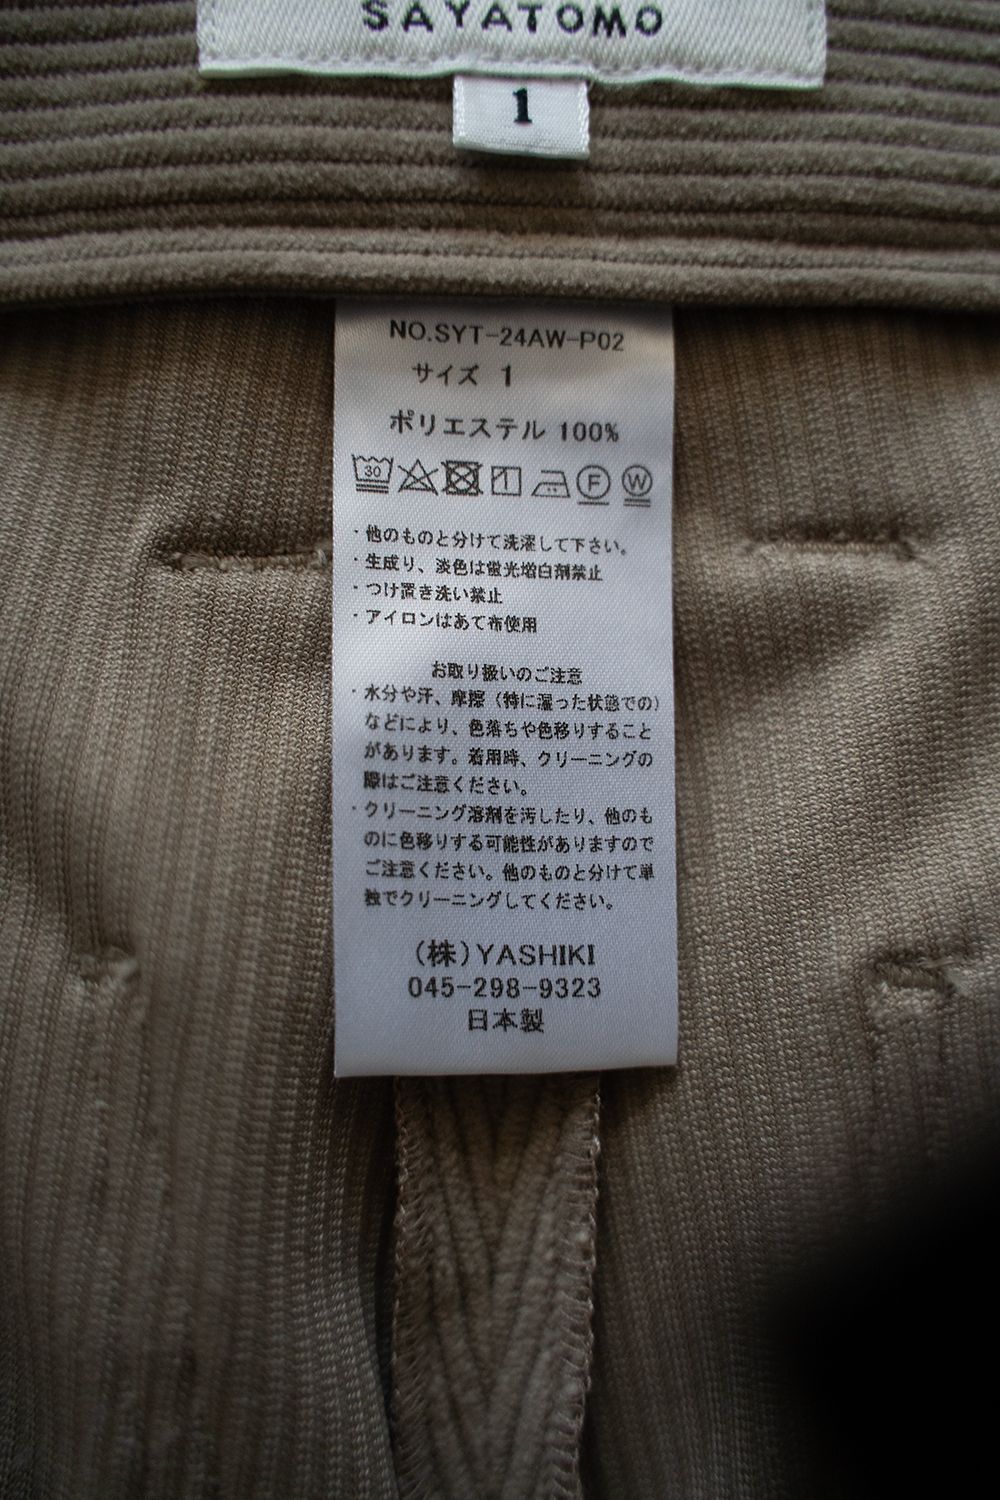 SAYATOMO
1
NO.SYT-24AW-P02
サイズ 1
ポリエステル 100%
30 F W
・他のものと分けて洗濯して下さい。
・生成り、淡色は蛍光増白剤禁止
・つけ置き洗い禁止
・アイロンはあて布使用
お取り扱いのご注意
・水分や汗、摩擦（特に湿った状態での）
などにより、色落ちや色移りすること
があります。着用時、クリーニングの
際はご注意ください。
・クリーニング溶剤を汚したり、他のも
のに色移りする可能性がありますので
ご注意ください。他のものと分けて単
独でクリーニングしてください。
（株）YASHIKI
045-298-9323
日本製